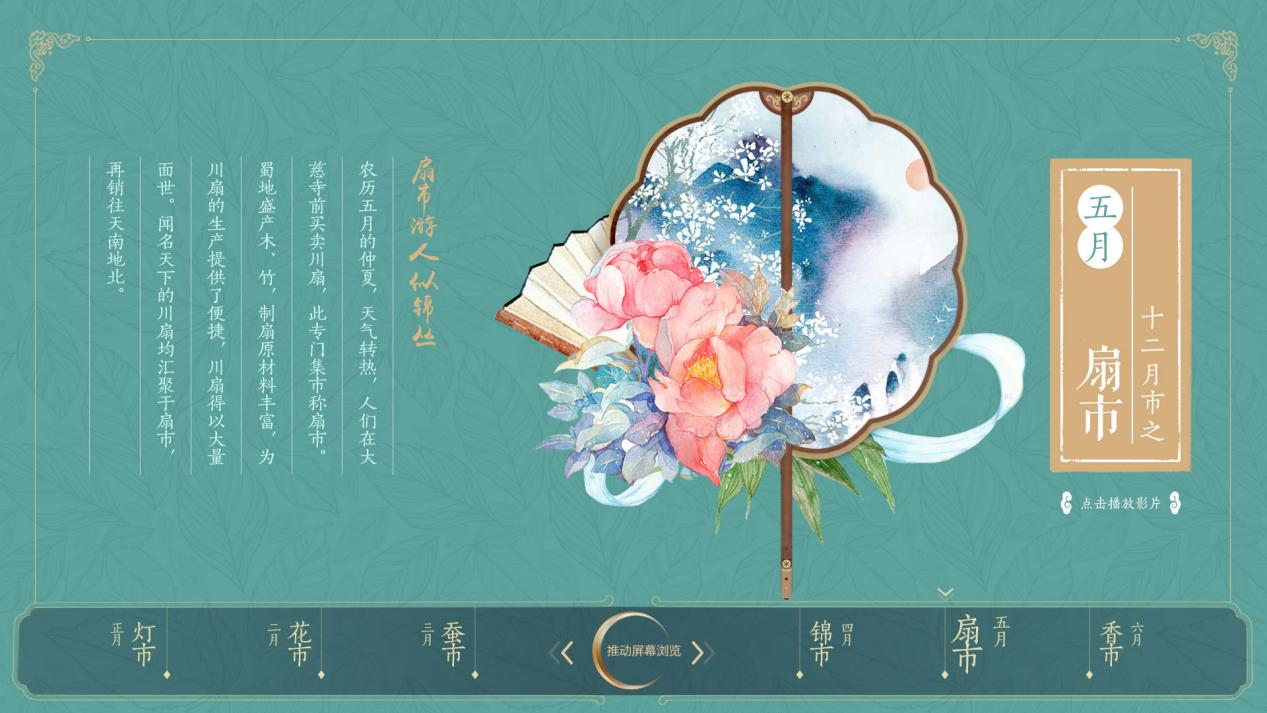 五月
十二月市之
扇市
点击播放影片
扇市游人似锦丛
农历五月的仲夏，天气转热，人们在大
慈寺前买卖川扇，此专门集市称扇市。
蜀地盛产木、竹，制扇原材料丰富，为
川扇的生产提供了便捷，川扇得以大量
面世。闻名天下的川扇均汇聚于扇市，
再销往天南地北。
正月
灯市
二月
花市
三月
蚕市
推动屏幕浏览
四月
锦市
五月
扇市
六月
香市